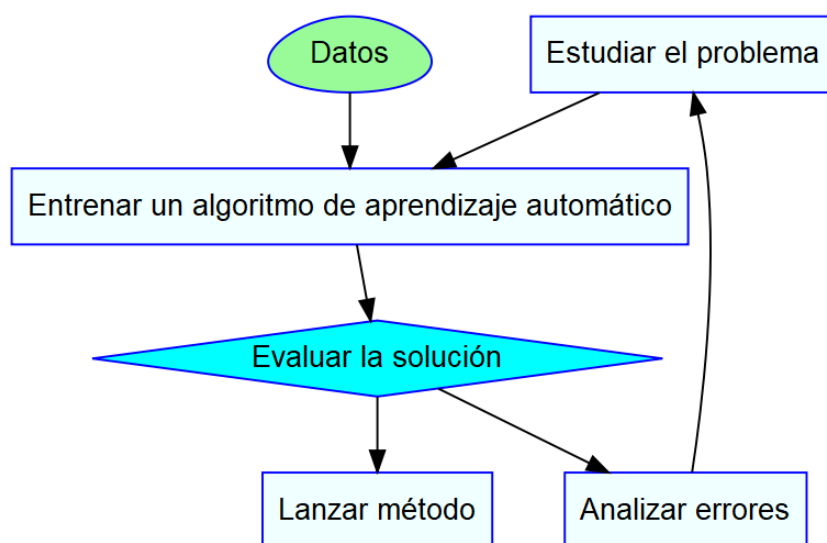 Datos
Estudiar el problema
Entrenar un algoritmo de aprendizaje automático
Evaluar la solución
Lanzar método
Analizar errores